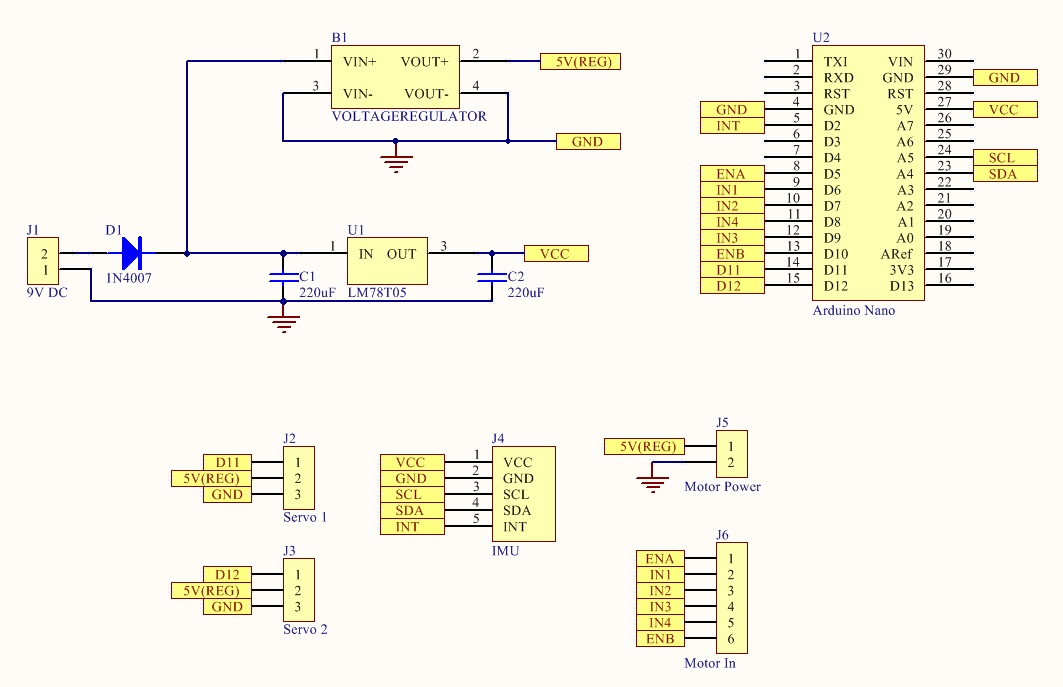 B1
1 VIN+ VOUT+ 2 5V(REG)
3 VIN- VOUT- 4
VOLTAGEREGULATOR
GND
J1
2
1
9V DC
D1
1N4007
U1
1 IN OUT 3 VCC
LM78T05
C1
220uF
C2
220uF
U2
1 TXI VIN 30
2 RXD GND 29 GND
3 RST RST 28
GND 4 GND 5V 27 VCC
INT 5 D2 A7 26
6 D3 A6 25
7 D4 A5 24 SCL
ENA 8 D5 A4 23 SDA
IN1 9 D6 A3 22
IN2 10 D7 A2 21
IN4 11 D8 A1 20
IN3 12 D9 A0 19
ENB 13 D10 ARef 18
D11 14 D11 3V3 17
D12 15 D12 D13 16
Arduino Nano
J2
D11 1
5V(REG) 2
GND 3
Servo 1
J3
D12 1
5V(REG) 2
GND 3
Servo 2
J4
VCC 1 VCC
GND 2 GND
SCL 3 SCL
SDA 4 SDA
INT 5 INT
IMU
J5
5V(REG) 1
2
Motor Power
J6
ENA 1
IN1 2
IN2 3
IN3 4
IN4 5
ENB 6
Motor In